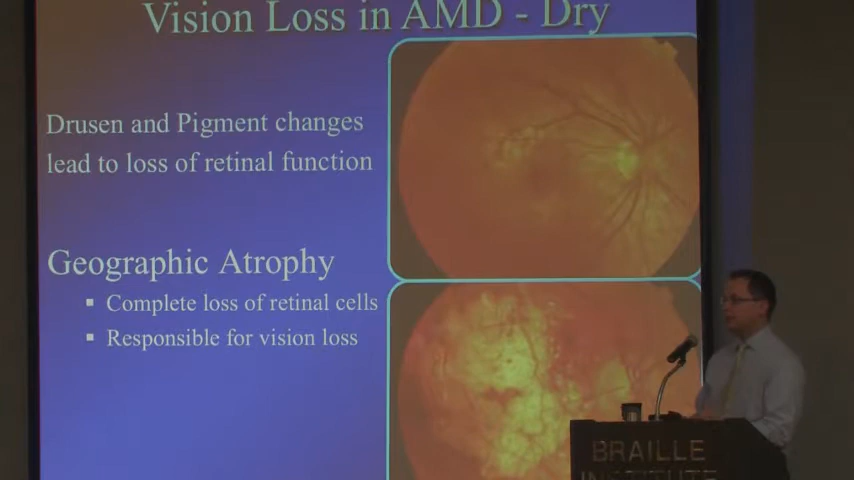 Vision Loss in AMD - Dry
Drusen and Pigment changes
lead to loss of retinal function
Geographic Atrophy
▪ Complete loss of retinal cells
▪ Responsible for vision loss
BRAILLE
INSTITUTE